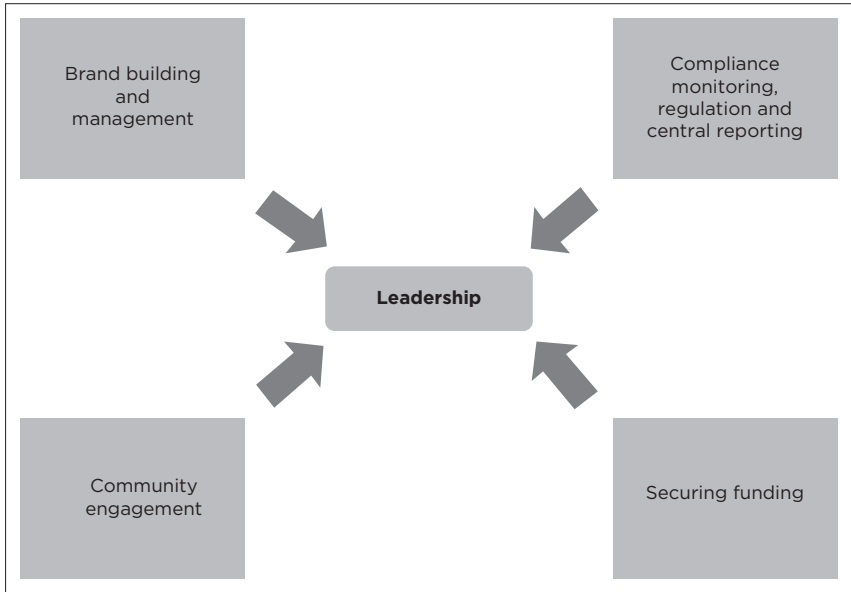 Brand building
and
management
Compliance
monitoring,
regulation and
central reporting
Leadership
Community
engagement
Securing funding